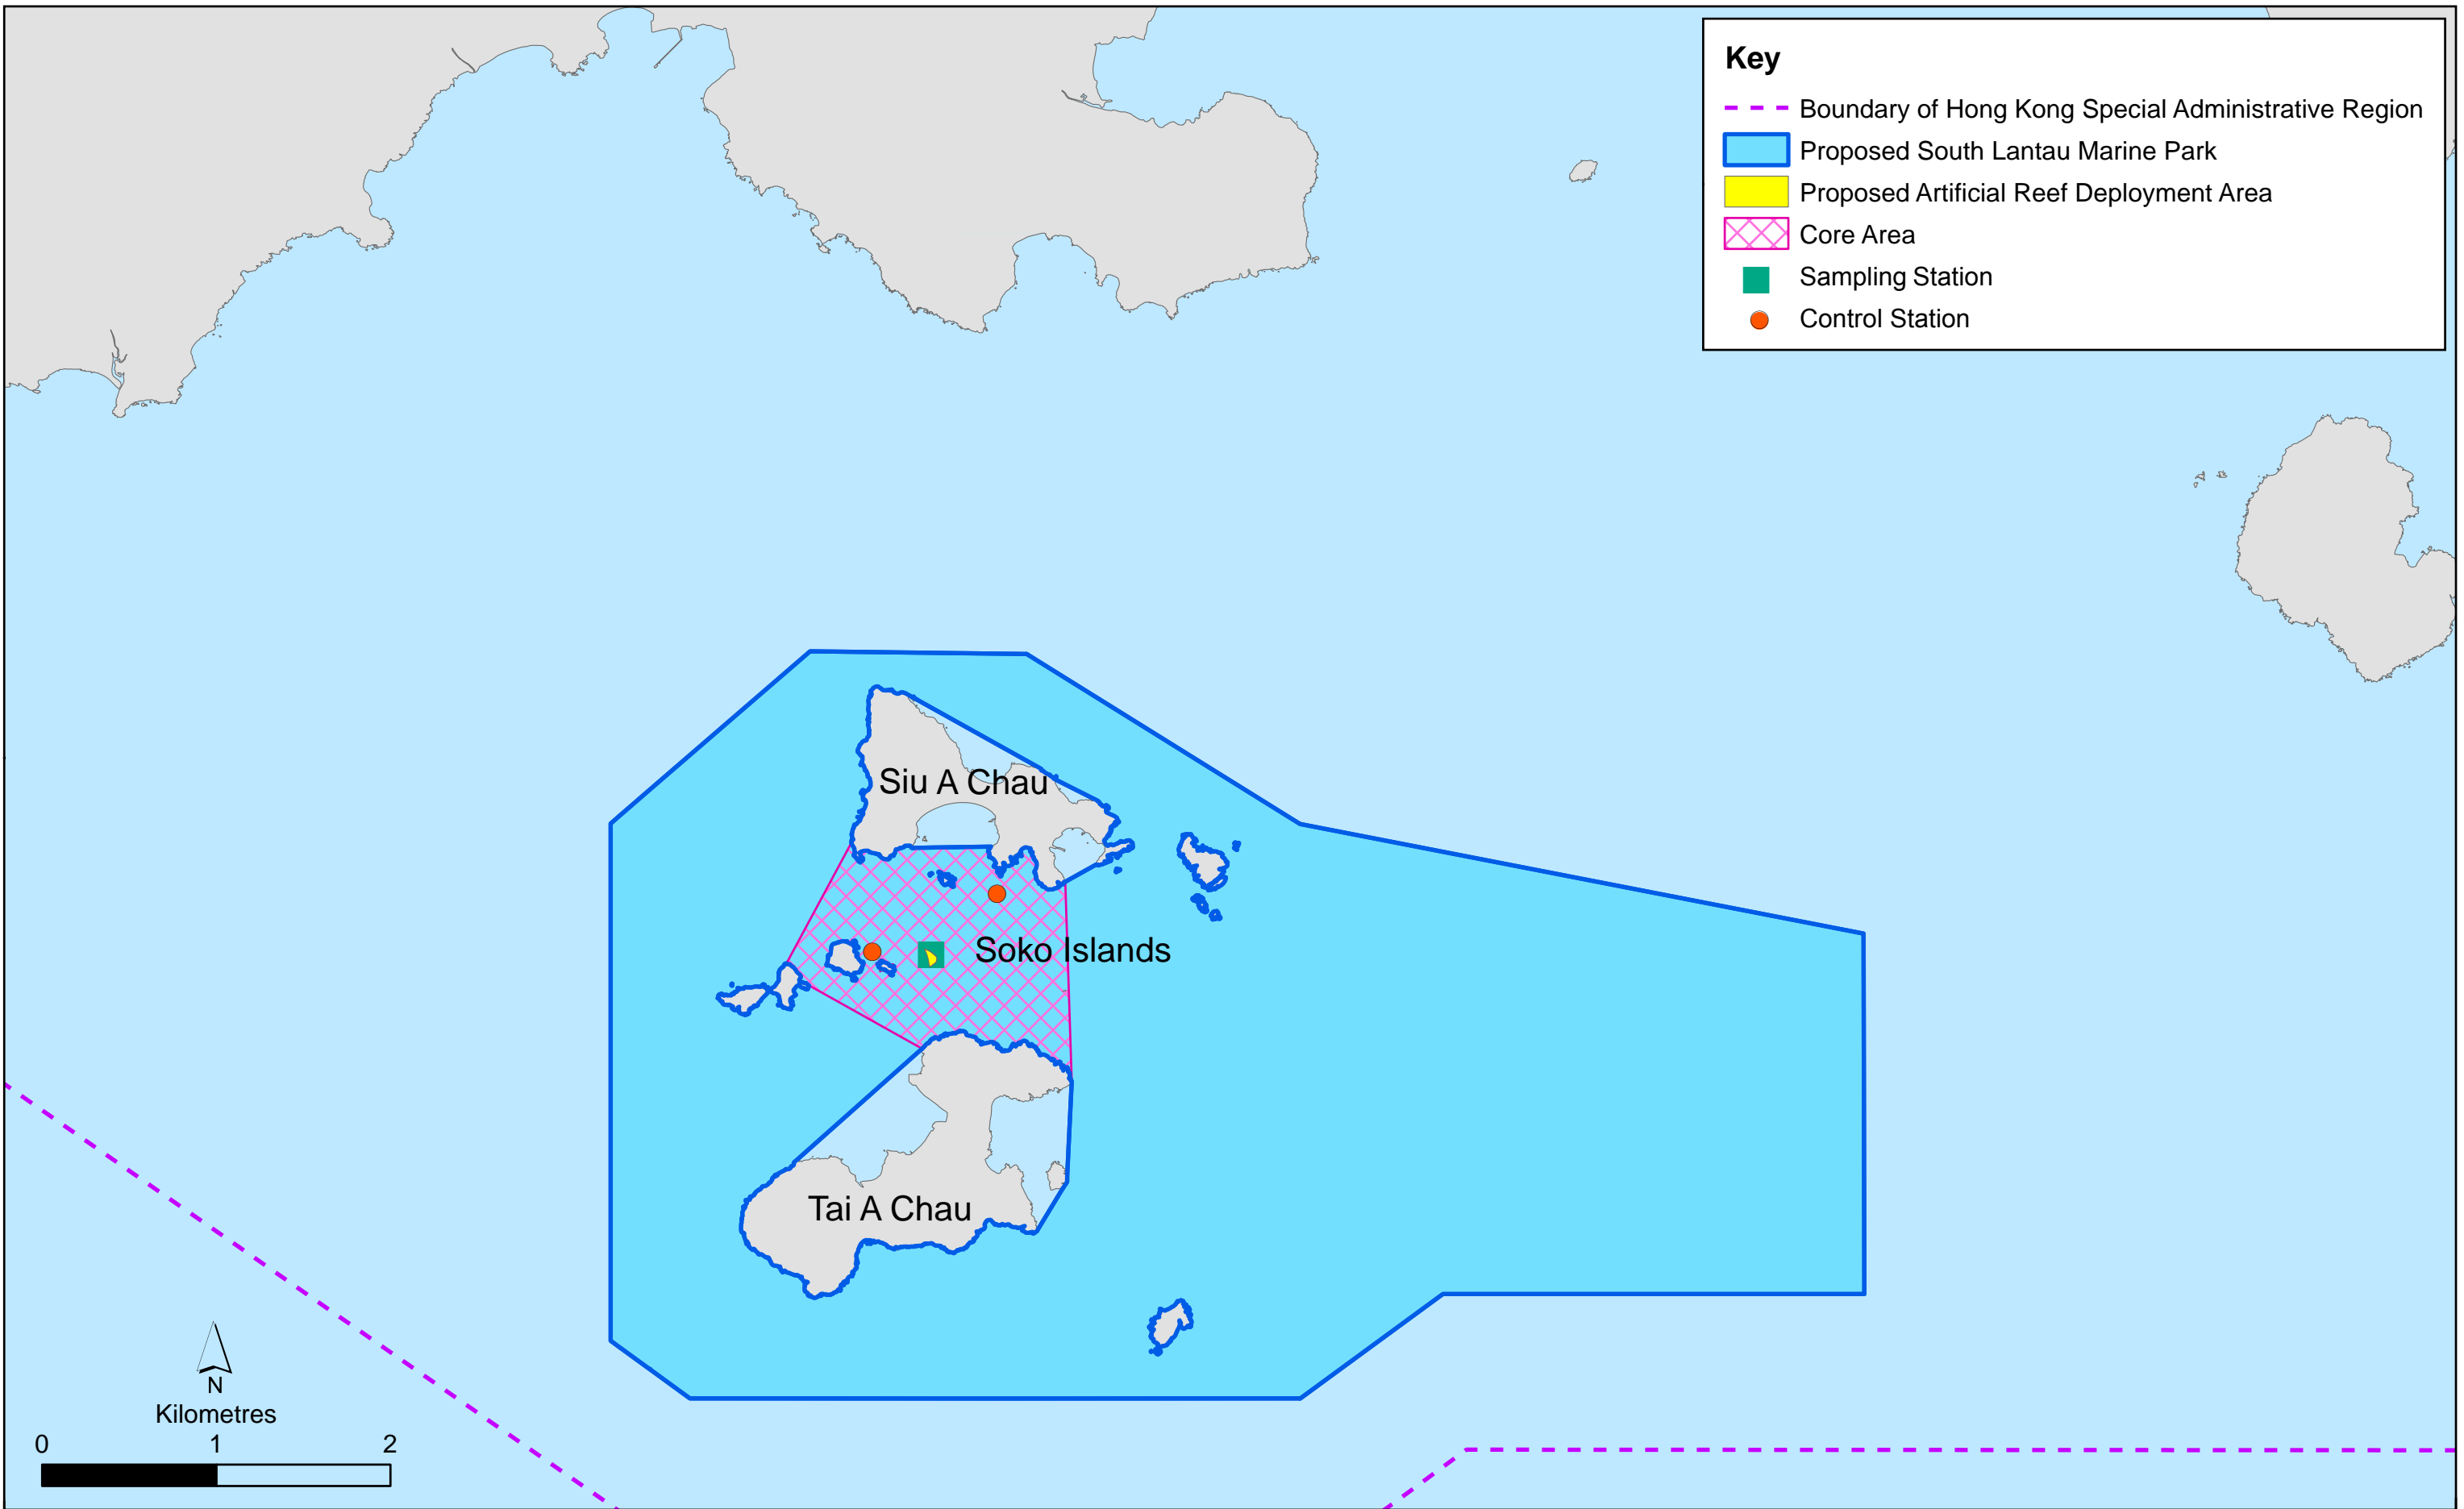 Key
Boundary of Hong Kong Special Administrative Region
Proposed South Lantau Marine Park
Proposed Artificial Reef Deployment Area
Core Area
Sampling Station
Control Station
Siu A Chau
Soko Islands
Tai A Chau
N
Kilometres
0 1 2